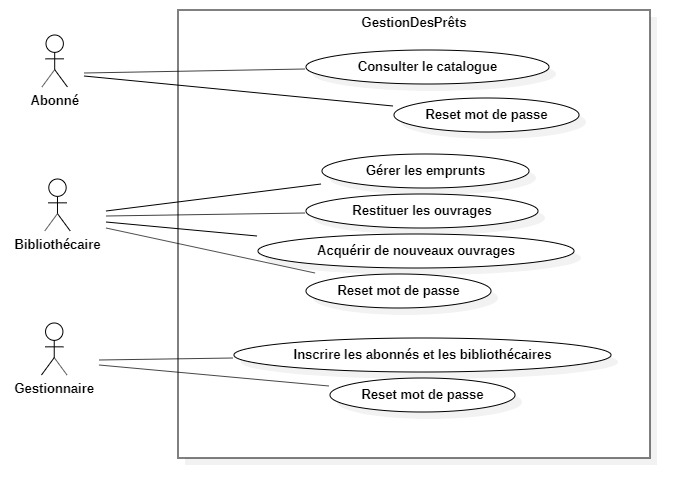 GestionDesPrêts
Consulter le catalogue
Abonné
Reset mot de passe
Gérer les emprunts
Restituer les ouvrages
Bibliothécaire
Acquérir de nouveaux ouvrages
Reset mot de passe
Inscrire les abonnés et les bibliothécaires
Gestionnaire
Reset mot de passe